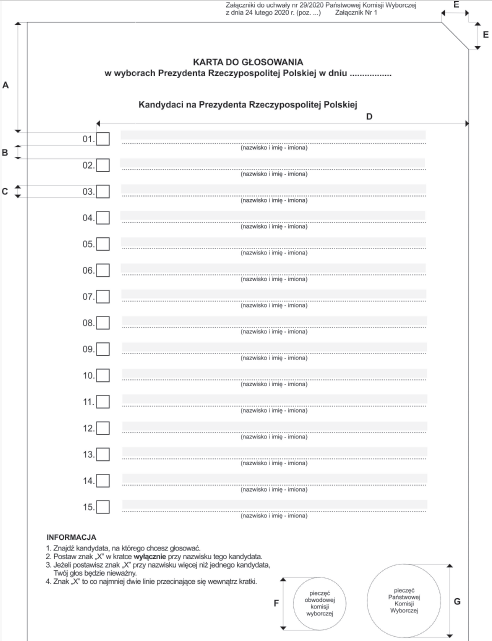 Załączniki do uchwały nr 29/2020 Państwowej Komisji Wyborczej
z dnia 24 lutego 2020 r. (poz. ...) Załącznik Nr 1
E
E
A
KARTA DO GŁOSOWANIA
w wyborach Prezydenta Rzeczypospolitej Polskiej w dniu .................
Kandydaci na Prezydenta Rzeczypospolitej Polskiej
D
01.
(nazwisko i imię - imiona)
B
02.
(nazwisko i imię - imiona)
C
03.
(nazwisko i imię - imiona)
04.
(nazwisko i imię - imiona)
05.
(nazwisko i imię - imiona)
06.
(nazwisko i imię - imiona)
07.
(nazwisko i imię - imiona)
08.
(nazwisko i imię - imiona)
09.
(nazwisko i imię - imiona)
10.
(nazwisko i imię - imiona)
11.
(nazwisko i imię - imiona)
12.
(nazwisko i imię - imiona)
13.
(nazwisko i imię - imiona)
14.
(nazwisko i imię - imiona)
15.
(nazwisko i imię - imiona)
INFORMACJA
1. Znajdź kandydata, na którego chcesz głosować.
2. Postaw znak „X” w kratce wyłącznie przy nazwisku tego kandydata.
3. Jeżeli postawisz znak „X” przy nazwisku więcej niż jednego kandydata,
Twój głos będzie nieważny.
4. Znak „X” to co najmniej dwie linie przecinające się wewnątrz kratki.
F
pieczęć
obwodowej
komisji
wyborczej
pieczęć
Państwowej
Komisji
Wyborczej
G